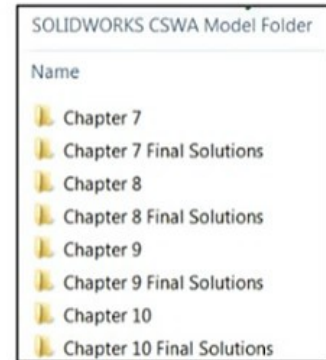 SOLIDWORKS CSWA Model Folder
Name
Chapter 7
Chapter 7 Final Solutions
Chapter 8
Chapter 8 Final Solutions
Chapter 9
Chapter 9 Final Solutions
Chapter 10
Chapter 10 Final Solutions